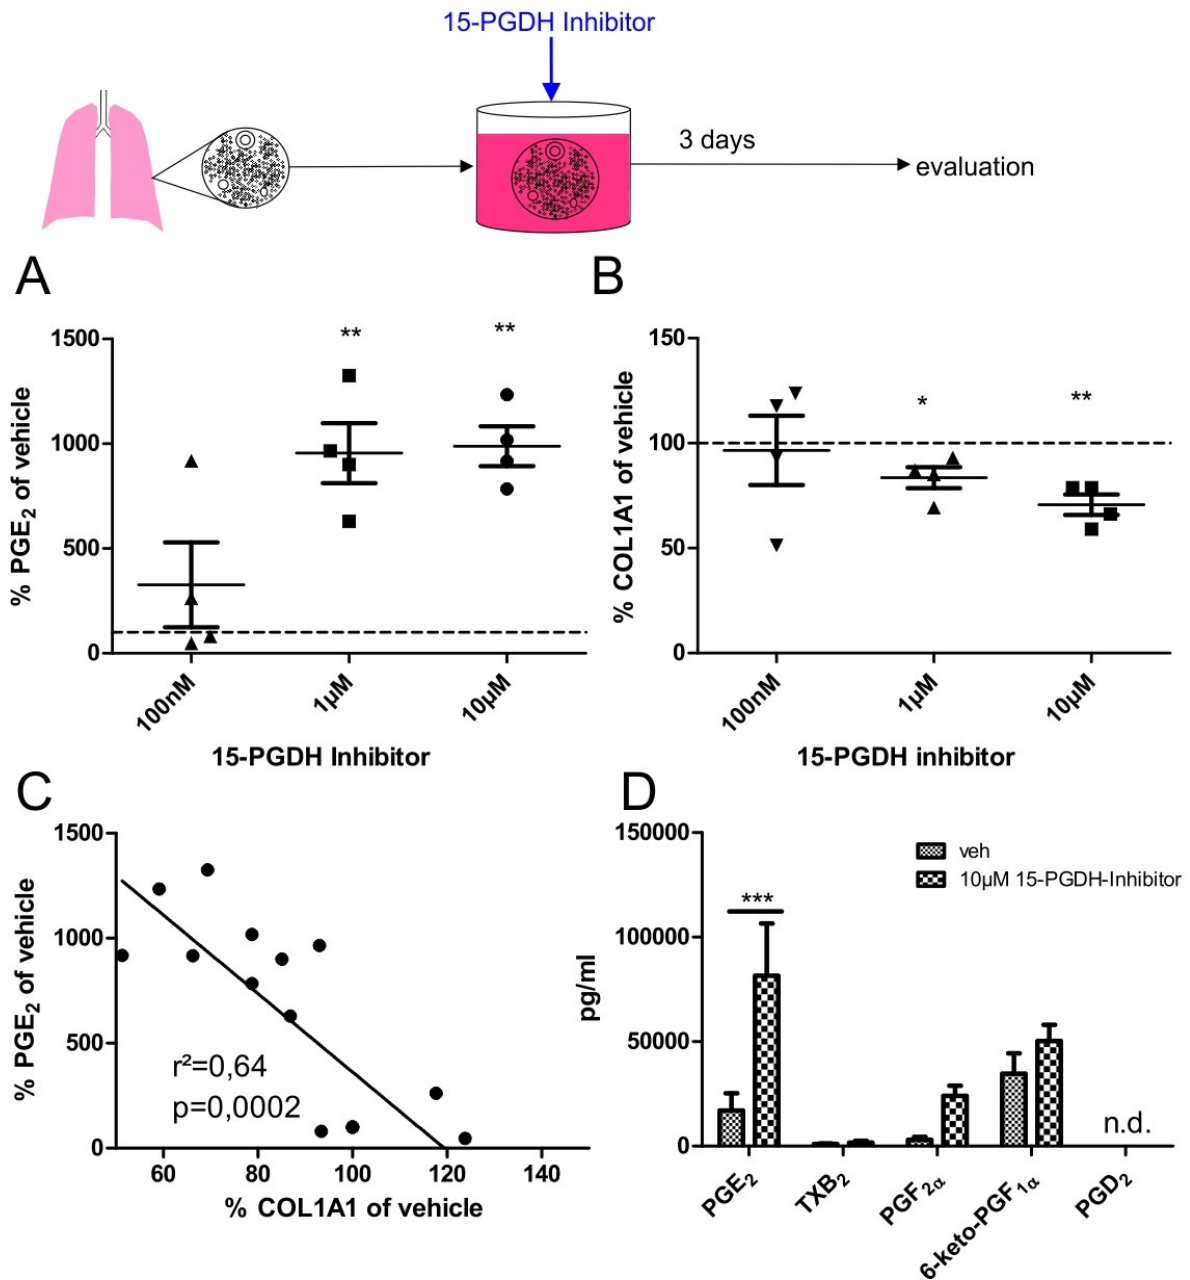 15-PGDH Inhibitor
3 days
evaluation
A
% PGE₂ of vehicle
1500
1000
500
0
**
**
100nM
1µM
10µM
15-PGDH Inhibitor
B
% COL1A1 of vehicle
150
100
50
0
*
**
100nM
1µM
10µM
15-PGDH inhibitor
C
% PGE₂ of vehicle
1500
1000
500
0
r²=0,64
p=0,0002
60
80
100
120
140
% COL1A1 of vehicle
D
pg/ml
150000
100000
50000
0
veh
10µM 15-PGDH-Inhibitor
***
n.d.
PGE₂
TXB₂
PGF₂α
6-keto-PGF₁α
PGD₂